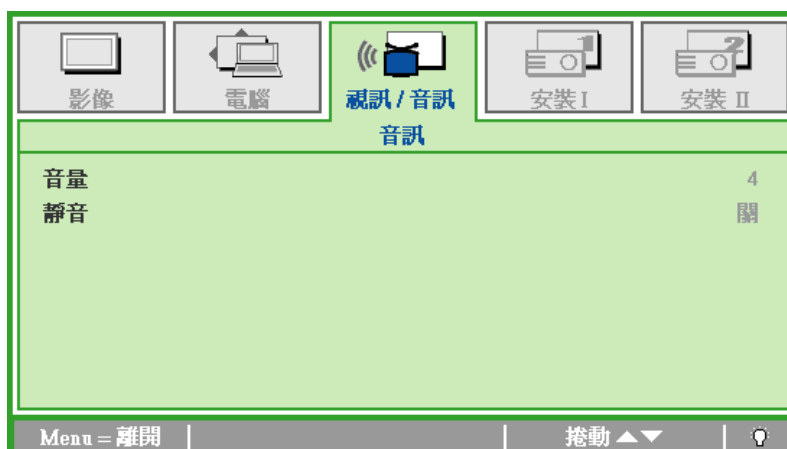 影像
電腦
視訊 / 音訊
安裝 I
安裝 II
音訊
音量 4
靜音 關
Menu = 離開
捲動 ▲▼